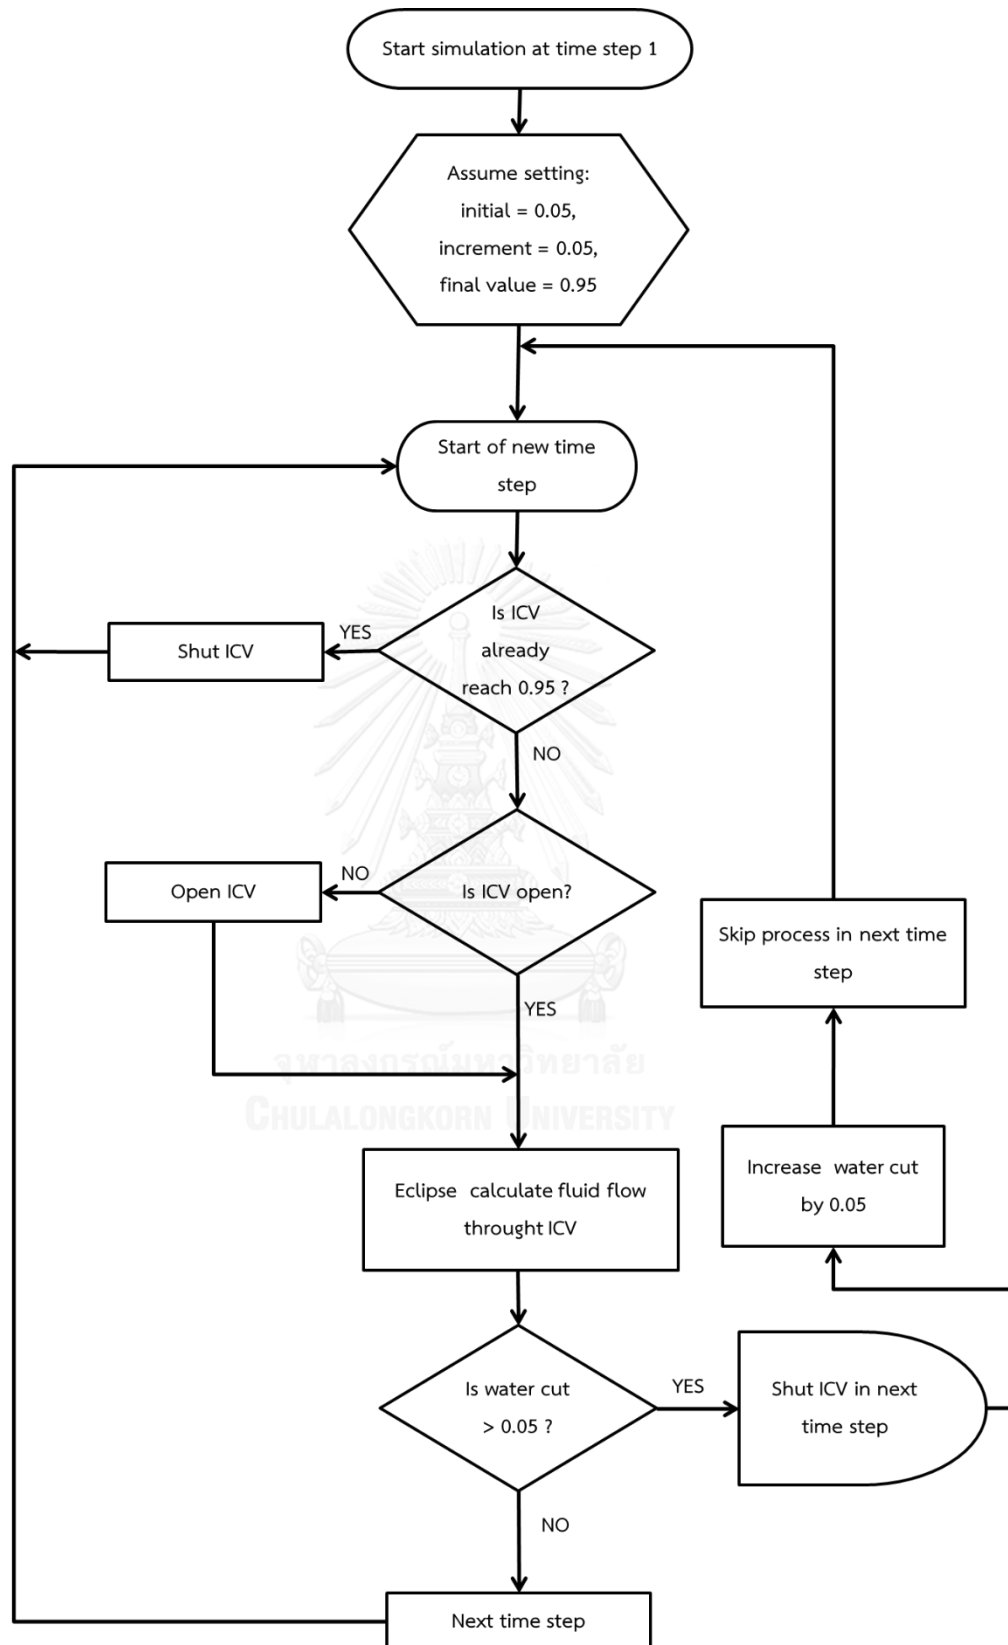 Start simulation at time step 1
Assume setting:
initial = 0.05,
increment = 0.05,
final value = 0.95
Start of new time
step
Is ICV
already
reach 0.95 ?
YES
Shut ICV
NO
Is ICV open?
NO
Open ICV
YES
Skip process in next time
step
จุฬาลงกรณ์มหาวิทยาลัย
CHULALONGKORN UNIVERSITY
Eclipse calculate fluid flow
throught ICV
Increase water cut
by 0.05
Is water cut
> 0.05 ?
YES
Shut ICV in next
time step
NO
Next time step